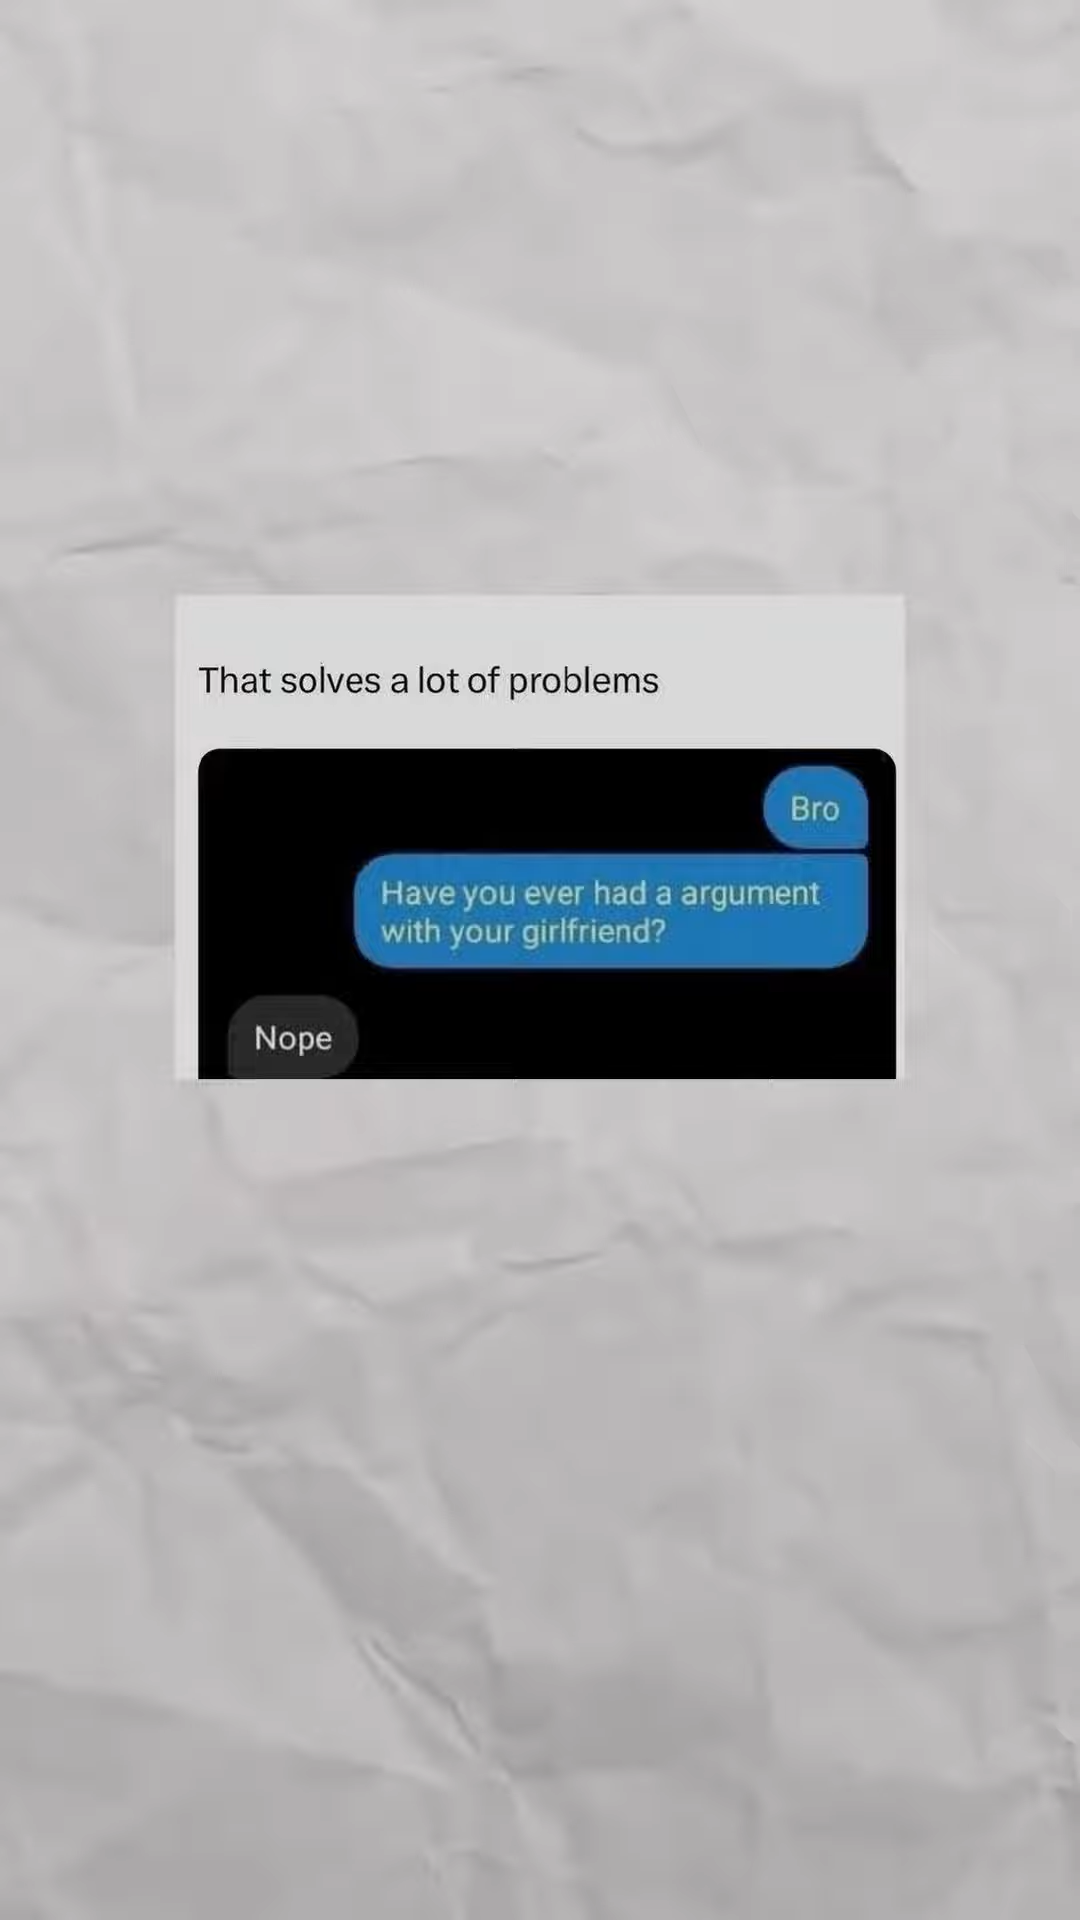 That solves a lot of problems
Bro
Have you ever had a argument
with your girlfriend?
Nope